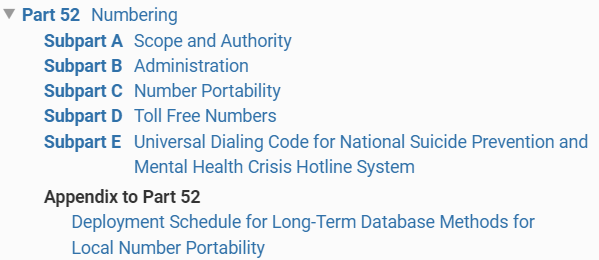 Part 52 Numbering
Subpart A Scope and Authority
Subpart B Administration
Subpart C Number Portability
Subpart D Toll Free Numbers
Subpart E Universal Dialing Code for National Suicide Prevention and
Mental Health Crisis Hotline System
Appendix to Part 52
Deployment Schedule for Long-Term Database Methods for
Local Number Portability